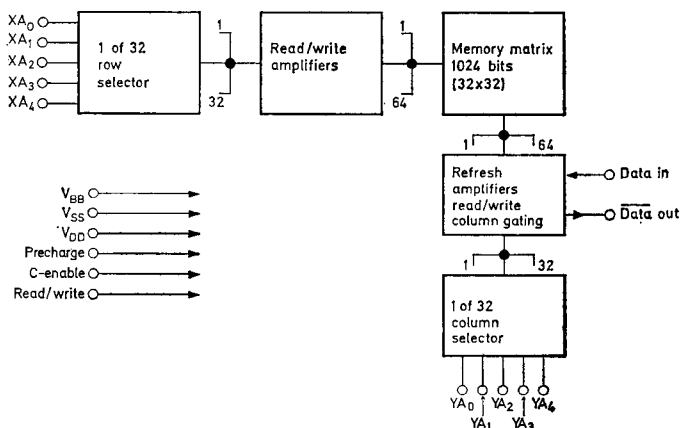 XA0
XA1
XA2
XA3
XA4
1 of 32
row
selector
1
32
Read/write
amplifiers
1
64
Memory matrix
1024 bits
(32x32)
1
64
Refresh
amplifiers
read/write
column gating
Data in
Data out
1
32
1 of 32
column
selector
YA0
YA1
YA2
YA3
YA4
VBB
VSS
VDD
Precharge
C-enable
Read/write